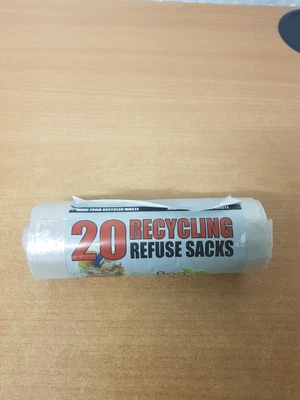 MADE FROM RECYCLED WASTE
20 RECYCLING
REFUSE SACKS